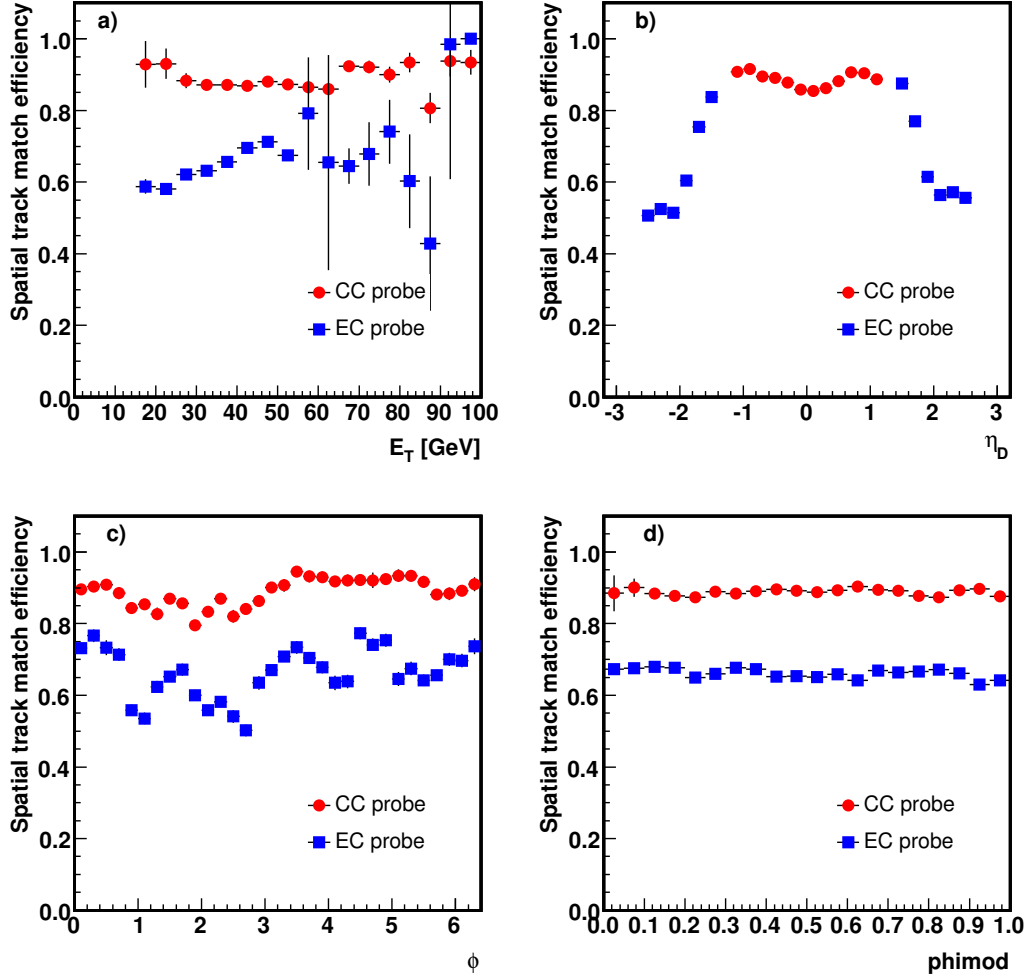 a)
Spatial track match efficiency
1.0
0.8
0.6
0.4
0.2
0.0
CC probe
EC probe
0 10 20 30 40 50 60 70 80 90 100
E_T [GeV]
b)
Spatial track match efficiency
1.0
0.8
0.6
0.4
0.2
0.0
CC probe
EC probe
-3 -2 -1 0 1 2 3
η_D
c)
Spatial track match efficiency
1.0
0.8
0.6
0.4
0.2
0.0
CC probe
EC probe
0 1 2 3 4 5 6
ϕ
d)
Spatial track match efficiency
1.0
0.8
0.6
0.4
0.2
0.0
CC probe
EC probe
0.0 0.1 0.2 0.3 0.4 0.5 0.6 0.7 0.8 0.9 1.0
phimod